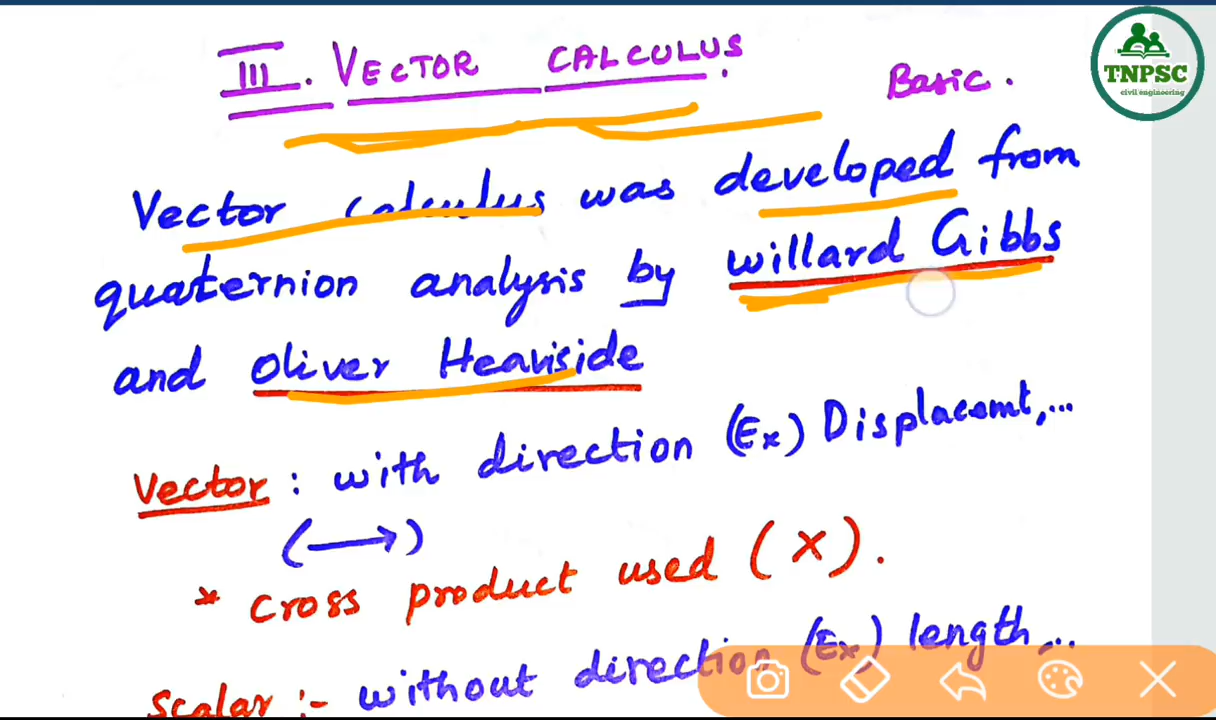 III. VECTOR CALCULUS.
Basic.
TNPSC
civil engineering
Vector calculus was developed from
quaternion analysis by willard Gibbs
and Oliver Heaviside
Vector : with direction (Ex) Displacemt,...
(→)
* Cross product used (×).
Scalar :- without direction (Ex) length,..